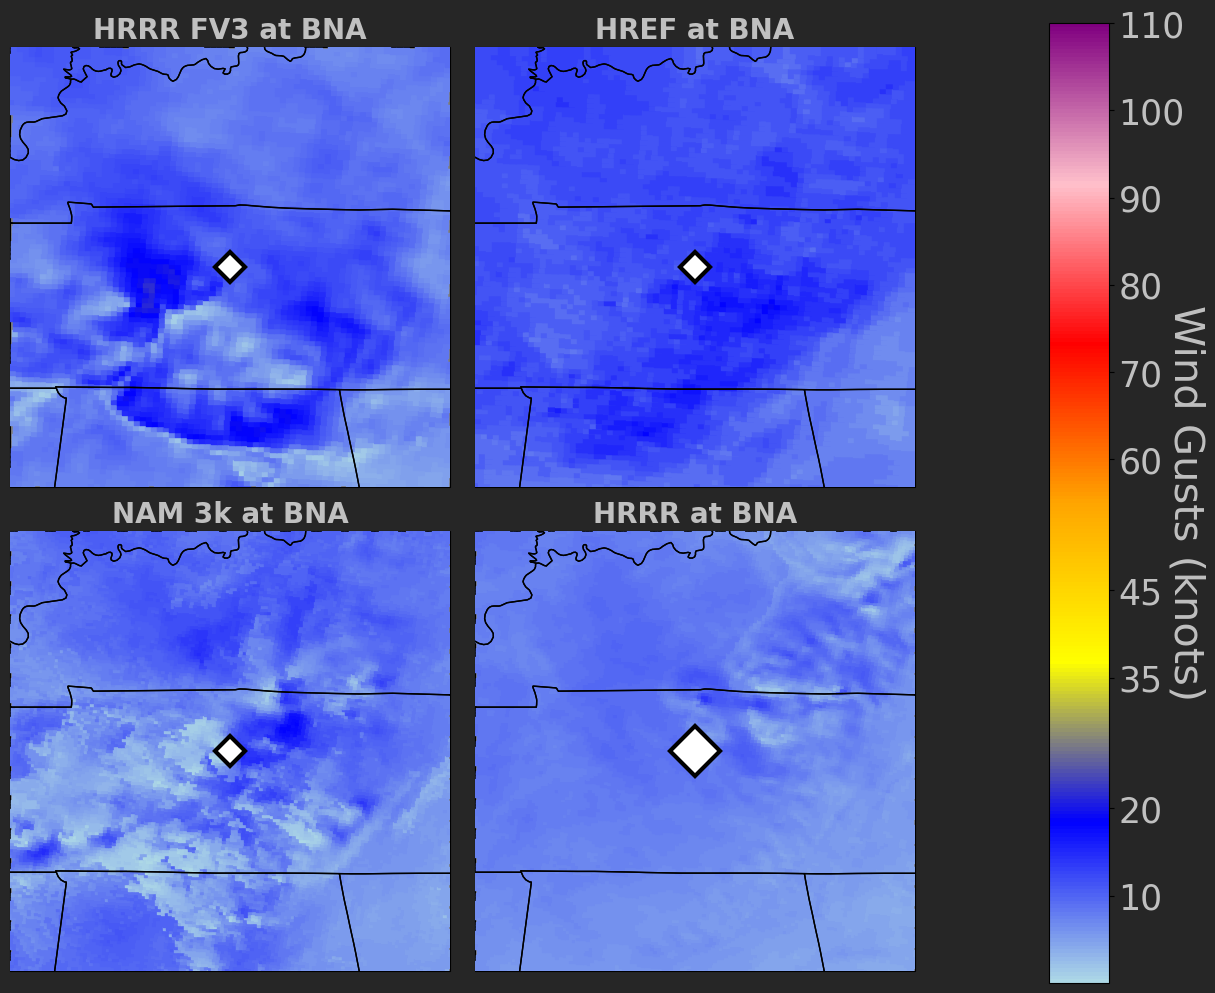 HRRR FV3 at BNA
HREF at BNA
NAM 3k at BNA
HRRR at BNA
110
100
90
80
70
60
45
35
20
10
Wind Gusts (knots)